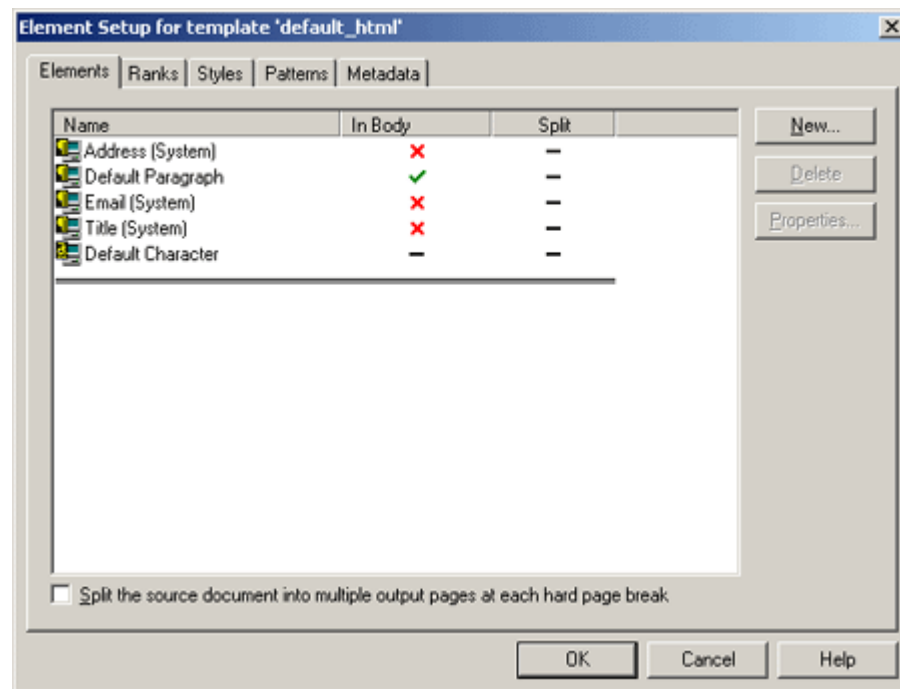 Element Setup for template 'default_html'
Elements Ranks Styles Patterns Metadata
Name In Body Split
Address (System)
Default Paragraph
Email (System)
Title (System)
Default Character
New...
Delete
Properties...
Split the source document into multiple output pages at each hard page break
OK Cancel Help